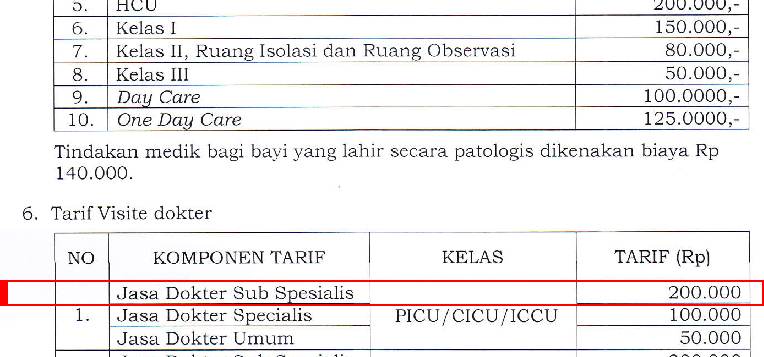 5. HCU 200.000,-
6. Kelas I 150.000,-
7. Kelas II, Ruang Isolasi dan Ruang Observasi 80.000,-
8. Kelas III 50.000,-
9. Day Care 100.0000,-
10. One Day Care 125.0000,-
Tindakan medik bagi bayi yang lahir secara patologis dikenakan biaya Rp
140.000.
6. Tarif Visite dokter
NO KOMPONEN TARIF KELAS TARIF (Rp)
Jasa Dokter Sub Spesialis 200.000
1. Jasa Dokter Specialis PICU/CICU/ICCU 100.000
Jasa Dokter Umum 50.000